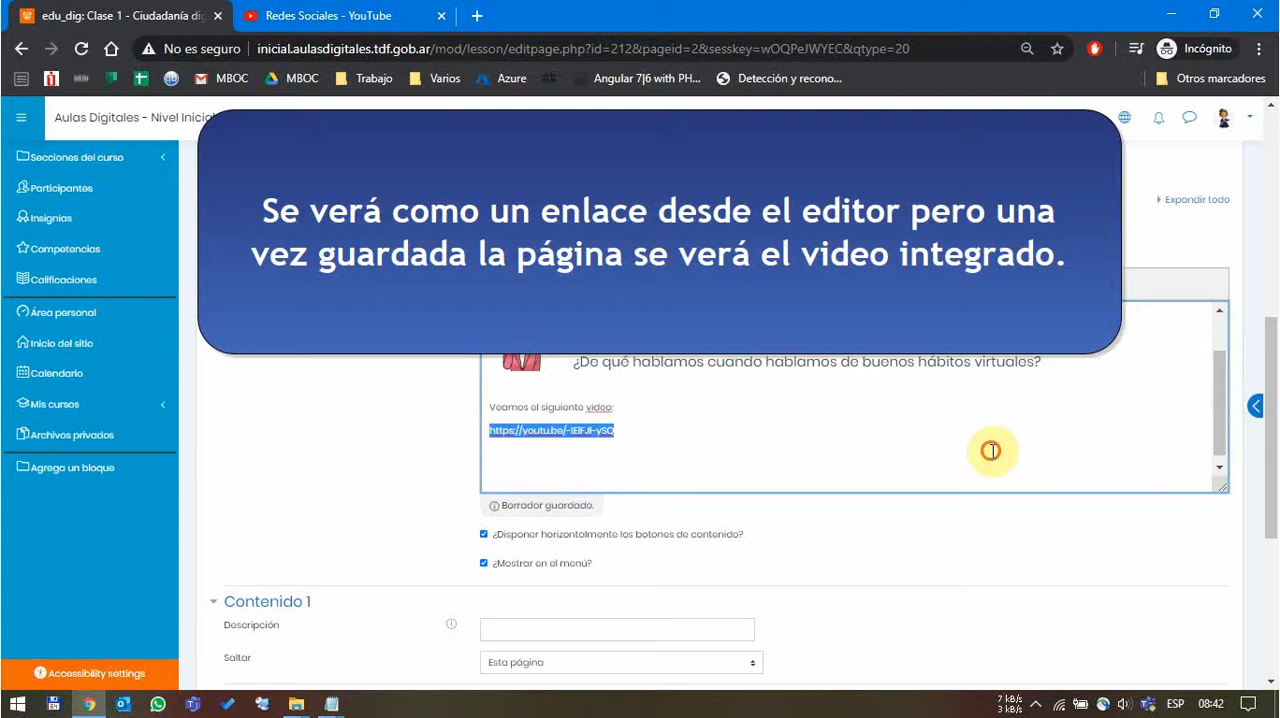 edu_dig: Clase 1 - Ciudadanía dig
Redes Sociales - YouTube
No es seguro
inicial.aulasdigitales.tdf.gob.ar/mod/lesson/editpage.php?id=212&pageid=2&sesskey=wOQPeJWYEC&qtype=20
Incógnito
MBOC
MBOC
Trabajo
Varios
Azure
Angular 7|6 with PH...
Detección y recono...
Otros marcadores
Aulas Digitales - Nivel Inicial
Secciones del curso
Participantes
Insignias
Competencias
Calificaciones
Área personal
Inicio del sitio
Calendario
Mis cursos
Archivos privados
Agrega un bloque
Accessibility settings
Expandir todo
Se verá como un enlace desde el editor pero una
vez guardada la página se verá el video integrado.
¿De qué hablamos cuando hablamos de buenos hábitos virtuales?
Veamos el siguiente video:
Borrador guardado.
¿Disponer horizontalmente los botones de contenido?
¿Mostrar en el menú?
Contenido 1
Descripción
Saltar
Esta página
7 kB/s
3 kB/s
ESP
08:42